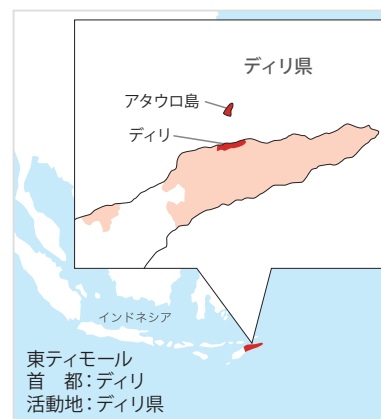 ディリ県
アタウロ島
ディリ
インドネシア
東ティモール
首　都：ディリ
活動地：ディリ県